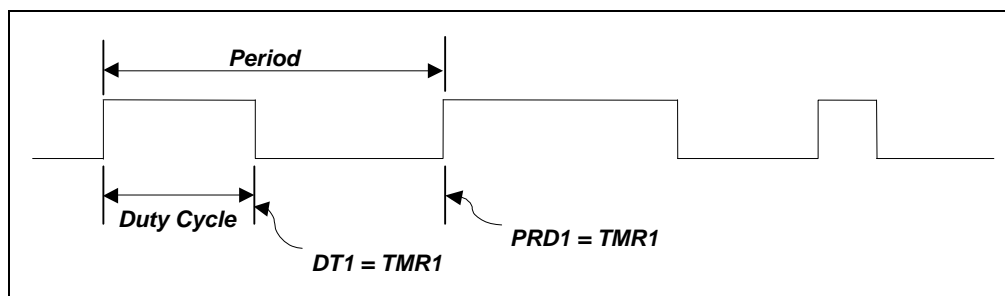 Period
Duty Cycle
DT1 = TMR1
PRD1 = TMR1